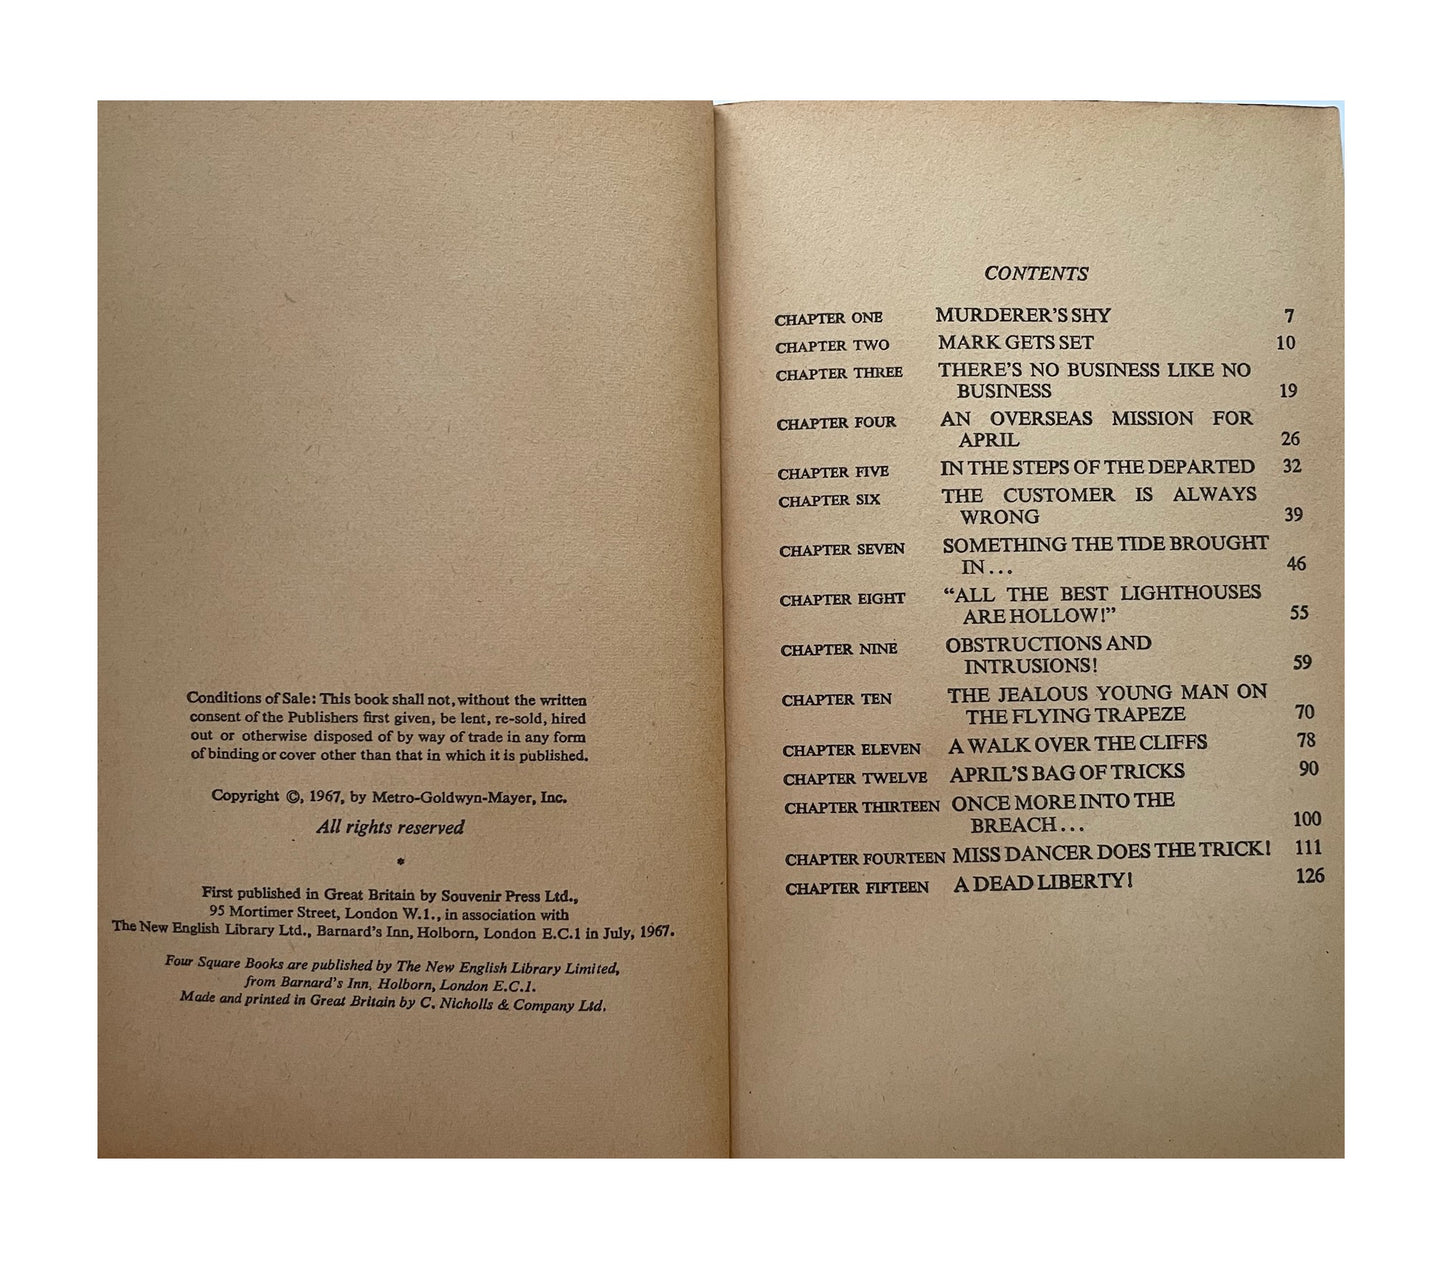 Conditions of Sale: This book shall not, without the written
consent of the Publishers first given, be lent, re-sold, hired
out or otherwise disposed of by way of trade in any form
of binding or cover other than that in which it is published.
Copyright ©, 1967, by Metro-Goldwyn-Mayer, Inc.
All rights reserved
*
First published in Great Britain by Souvenir Press Ltd.,
95 Mortimer Street, London W.1., in association with
The New English Library Ltd., Barnard's Inn, Holborn, London E.C.1 in July, 1967.
Four Square Books are published by The New English Library Limited,
from Barnard's Inn, Holborn, London E.C.1.
Made and printed in Great Britain by C. Nicholls & Company Ltd.
CONTENTS
CHAPTER ONE MURDERER'S SHY 7
CHAPTER TWO MARK GETS SET 10
CHAPTER THREE THERE'S NO BUSINESS LIKE NO
BUSINESS 19
CHAPTER FOUR AN OVERSEAS MISSION FOR
APRIL 26
CHAPTER FIVE IN THE STEPS OF THE DEPARTED 32
CHAPTER SIX THE CUSTOMER IS ALWAYS
WRONG 39
CHAPTER SEVEN SOMETHING THE TIDE BROUGHT
IN... 46
CHAPTER EIGHT "ALL THE BEST LIGHTHOUSES
ARE HOLLOW!" 55
CHAPTER NINE OBSTRUCTIONS AND
INTRUSIONS! 59
CHAPTER TEN THE JEALOUS YOUNG MAN ON
THE FLYING TRAPEZE 70
CHAPTER ELEVEN A WALK OVER THE CLIFFS 78
CHAPTER TWELVE APRIL'S BAG OF TRICKS 90
CHAPTER THIRTEEN ONCE MORE INTO THE
BREACH... 100
CHAPTER FOURTEEN MISS DANCER DOES THE TRICK! 111
CHAPTER FIFTEEN A DEAD LIBERTY! 126